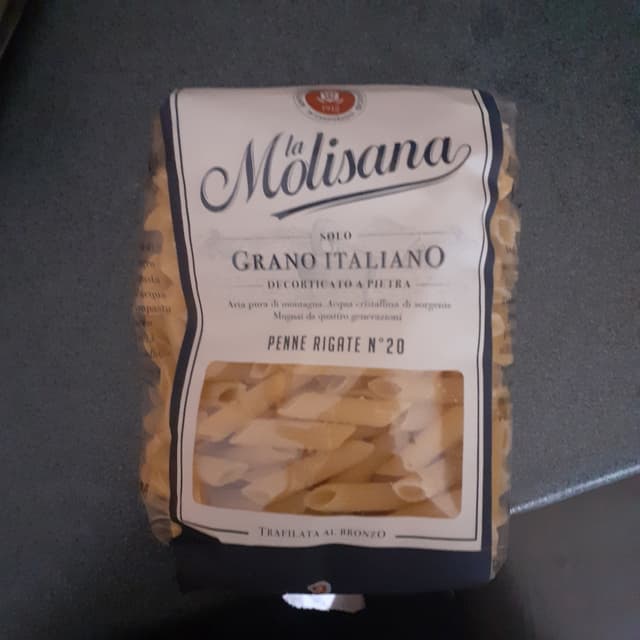 1912
la
Molisana
SOLO
GRANO ITALIANO
DECORTICATO A PIETRA
Aria pura di montagna. Acqua cristallina di sorgente
Mugnai da quattro generazioni
PENNE RIGATE N°20
TRAFILATA AL BRONZO